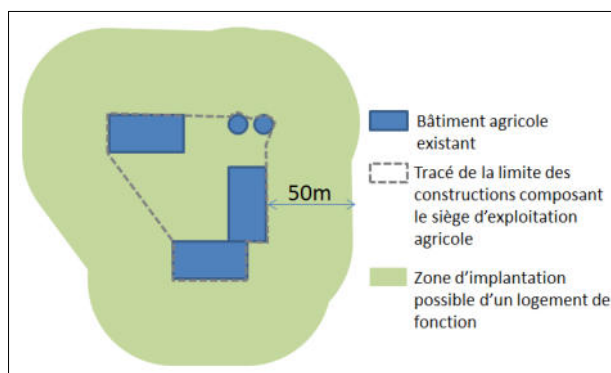 50m
Bâtiment agricole
existant
Tracé de la limite des
constructions composant
le siège d'exploitation
agricole
Zone d'implantation
possible d'un logement de
fonction